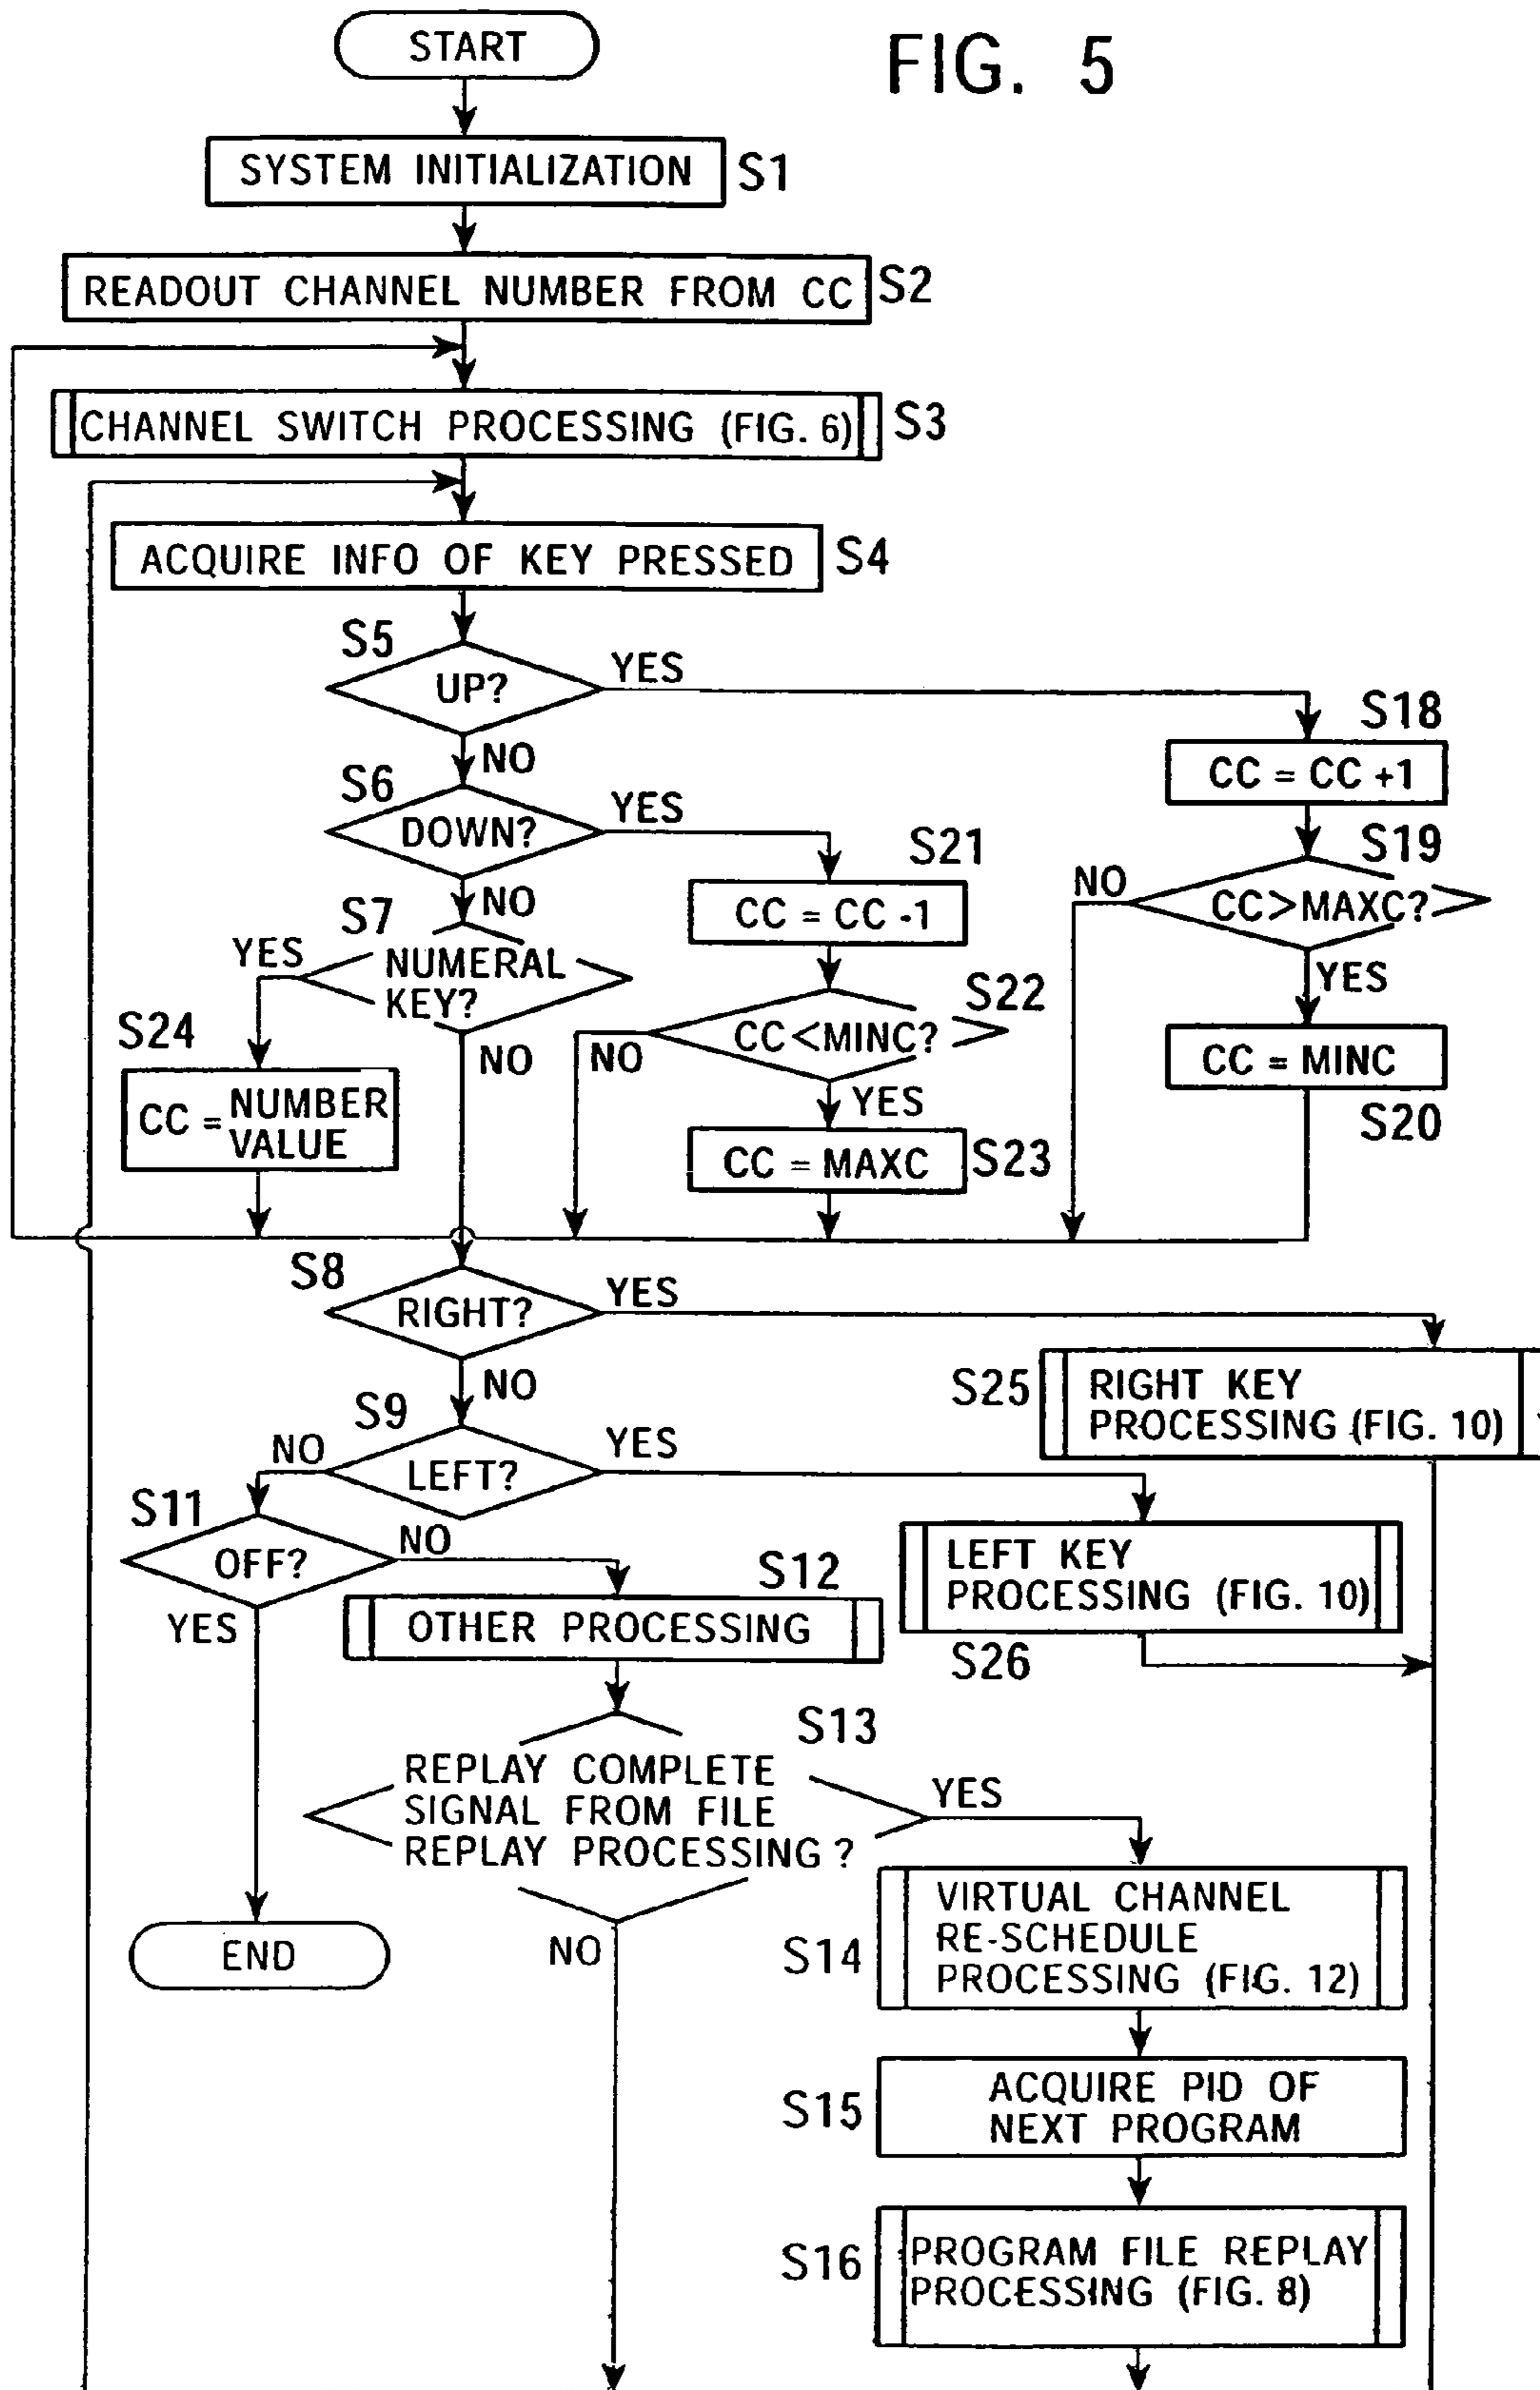 FIG. 5
START
SYSTEM INITIALIZATION
S1
READOUT CHANNEL NUMBER FROM CC
S2
CHANNEL SWITCH PROCESSING (FIG. 6)
S3
ACQUIRE INFO OF KEY PRESSED
S4
S5
UP?
YES
NO
S18
CC = CC +1
S6
DOWN?
YES
NO
S21
CC = CC -1
S19
CC>MAXC?
NO
YES
S7
NUMERAL
KEY?
YES
NO
S22
CC<MINC?
NO
YES
CC = MINC
S20
S24
CC = NUMBER
VALUE
CC = MAXC
S23
S8
RIGHT?
YES
NO
S25
RIGHT KEY
PROCESSING (FIG. 10)
S9
LEFT?
NO
YES
S11
OFF?
NO
YES
LEFT KEY
PROCESSING (FIG. 10)
S26
S12
OTHER PROCESSING
S13
REPLAY COMPLETE
SIGNAL FROM FILE
REPLAY PROCESSING ?
YES
NO
END
S14
VIRTUAL CHANNEL
RE-SCHEDULE
PROCESSING (FIG. 12)
S15
ACQUIRE PID OF
NEXT PROGRAM
S16
PROGRAM FILE REPLAY
PROCESSING (FIG. 8)